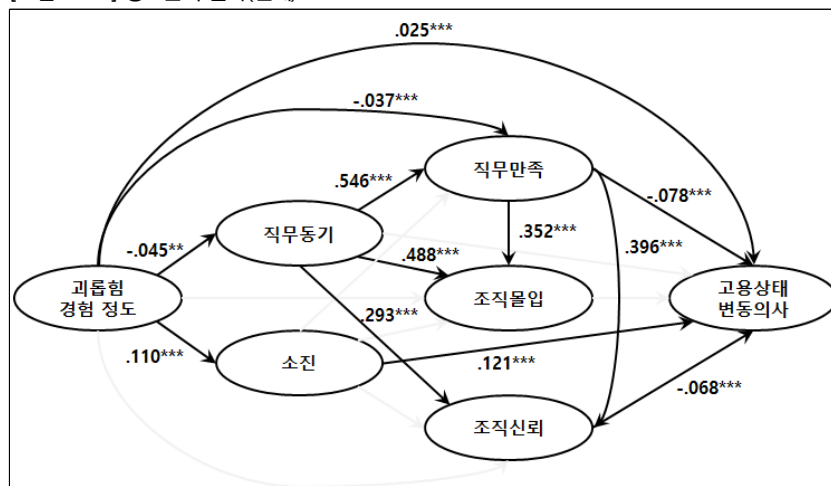 .025***
-.037***
직무만족
.546***
-.078***
직무동기
.352***
-.045**
.488***
.396***
괴롭힘
경험 정도
조직몰입
고용상태
변동의사
.293***
.110***
소진
.121***
-.068***
조직신뢰